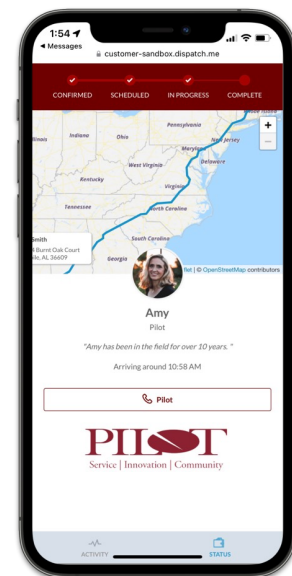 1:54
Messages
customer-sandbox.dispatch.me
CONFIRMED
SCHEDULED
IN PROGRESS
COMPLETE
Rhode Island
Illinois
Indiana
Ohio
Pennsylvania
New Jersey
+
−
Maryland
Delaware
West Virginia
Kentucky
Virginia
Tennessee
North Carolina
South Carolina
Georgia
Smith
Burnt Oak Court
AL 36609
| © OpenStreetMap contributors
Amy
Pilot
"Amy has been in the field for over 10 years. "
Arriving around 10:58 AM
Pilot
PILOT
Service | Innovation | Community
ACTIVITY
STATUS